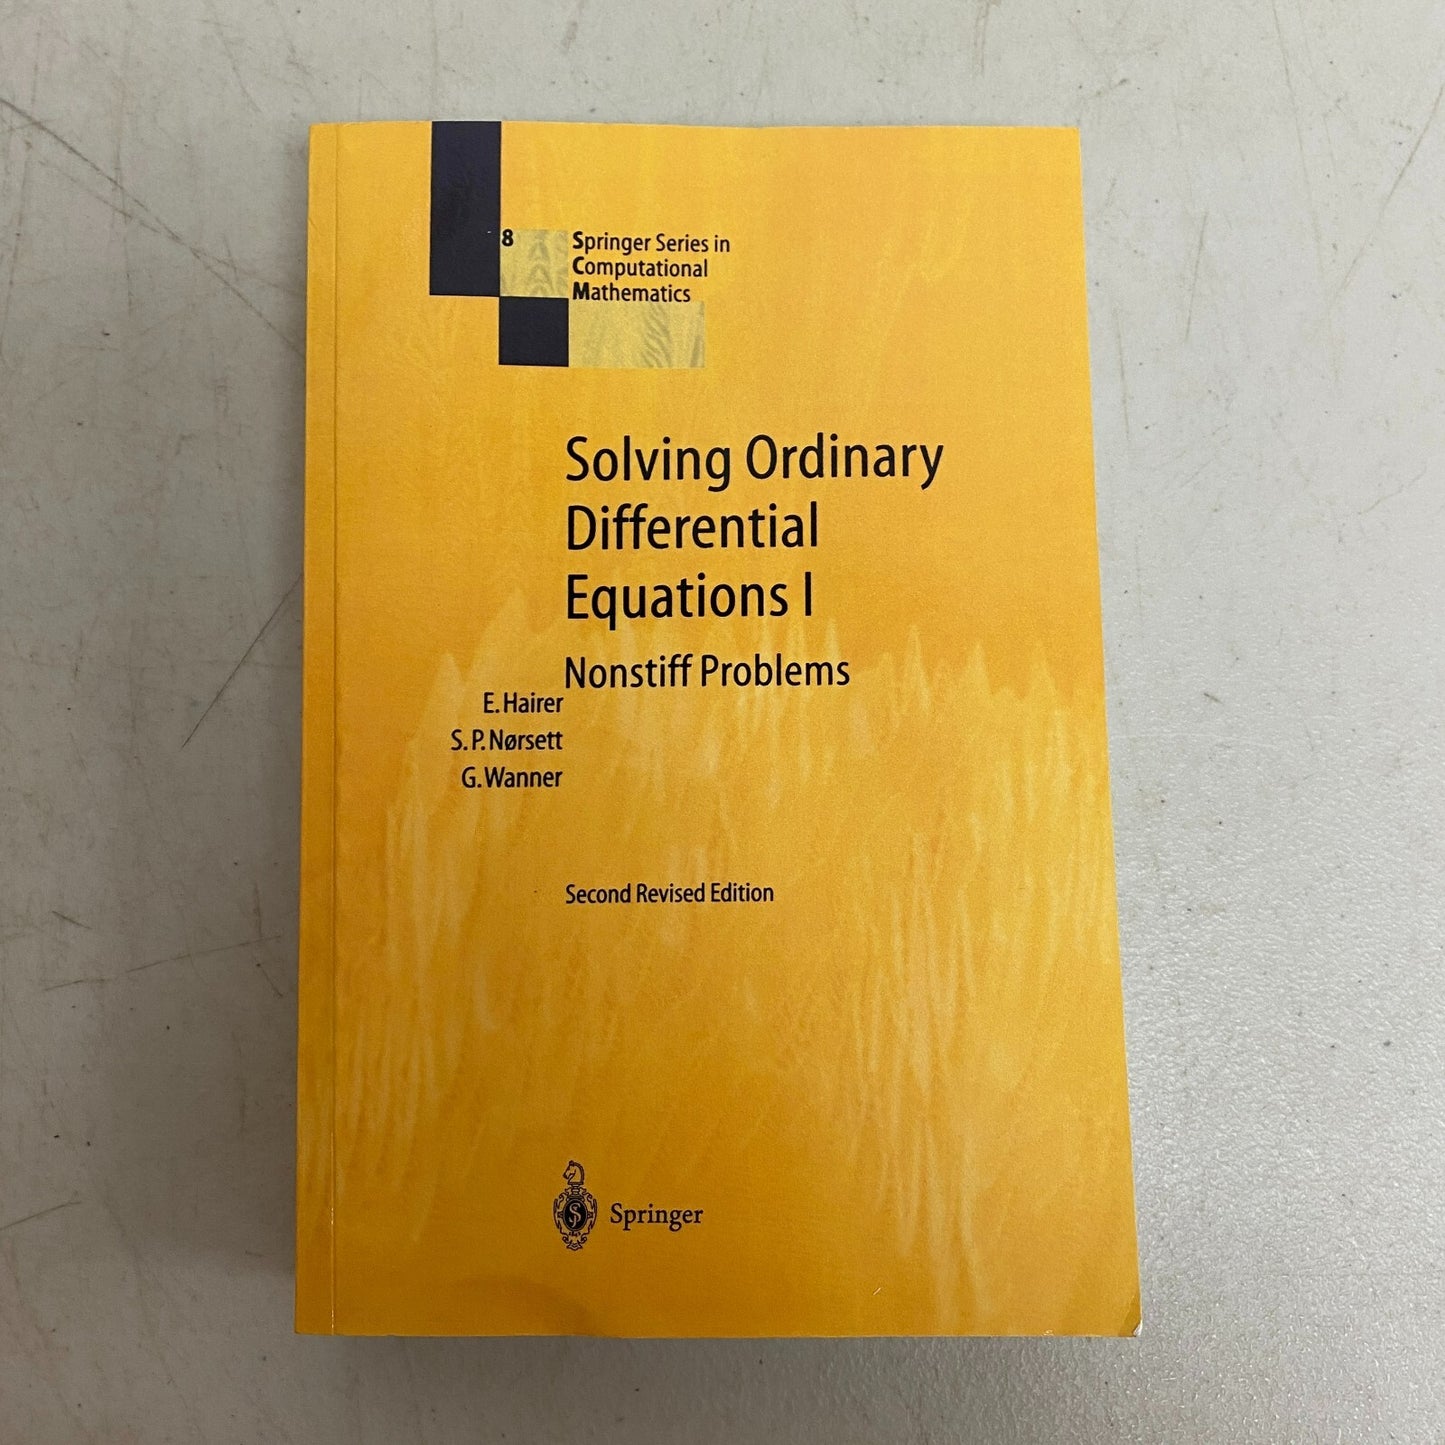 8
Springer Series in
Computational
Mathematics
Solving Ordinary
Differential
Equations I
Nonstiff Problems
E. Hairer
S. P. Nørsett
G. Wanner
Second Revised Edition
Springer